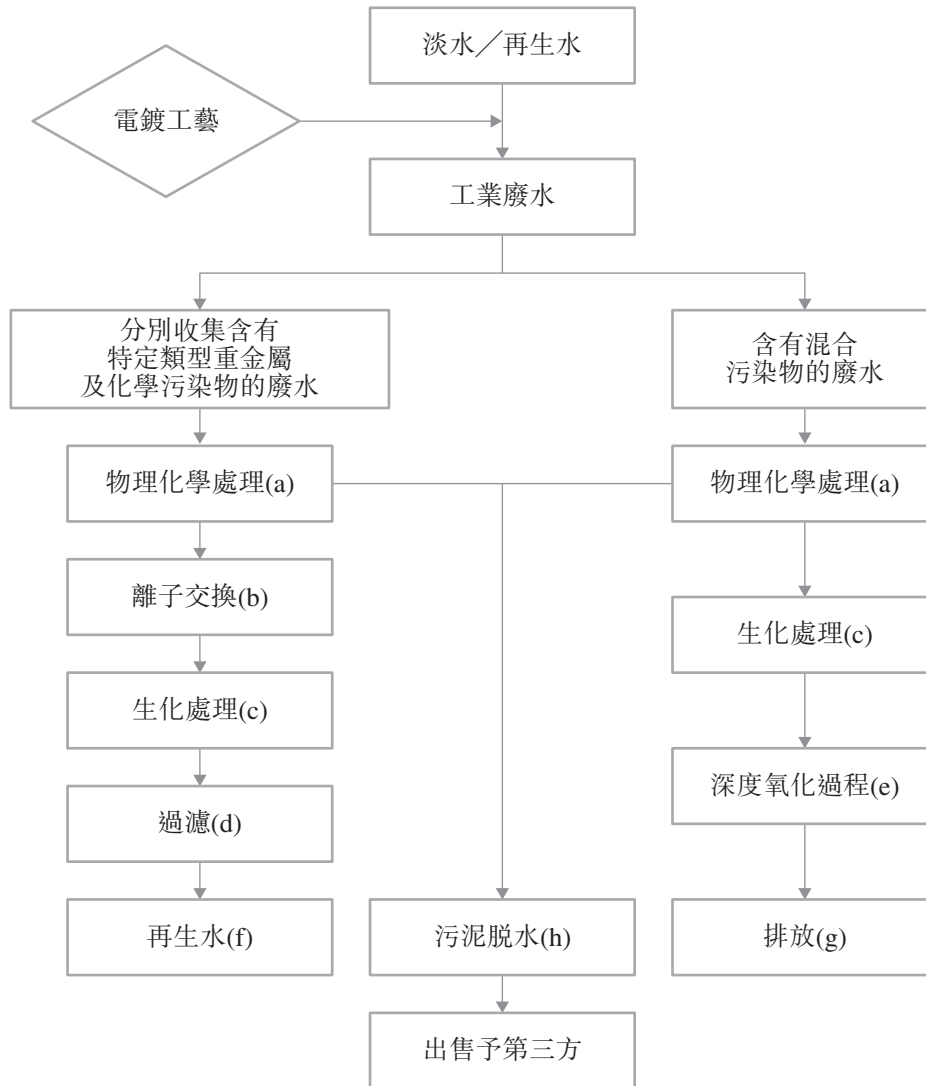 淡水／再生水
電鍍工藝
工業廢水
分別收集含有
特定類型重金屬
及化學污染物的廢水
含有混合
污染物的廢水
物理化學處理(a)
物理化學處理(a)
離子交換(b)
生化處理(c)
生化處理(c)
深度氧化過程(e)
過濾(d)
再生水(f)
污泥脱水(h)
排放(g)
出售予第三方